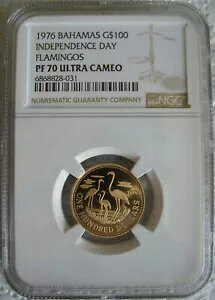 1976 BAHAMAS G$100
INDEPENDENCE DAY
FLAMINGOS
PF 70 ULTRA CAMEO
6868828-031
NUMISMATIC GUARANTY COMPANY
NGC
ONE HUNDRED DOLLARS